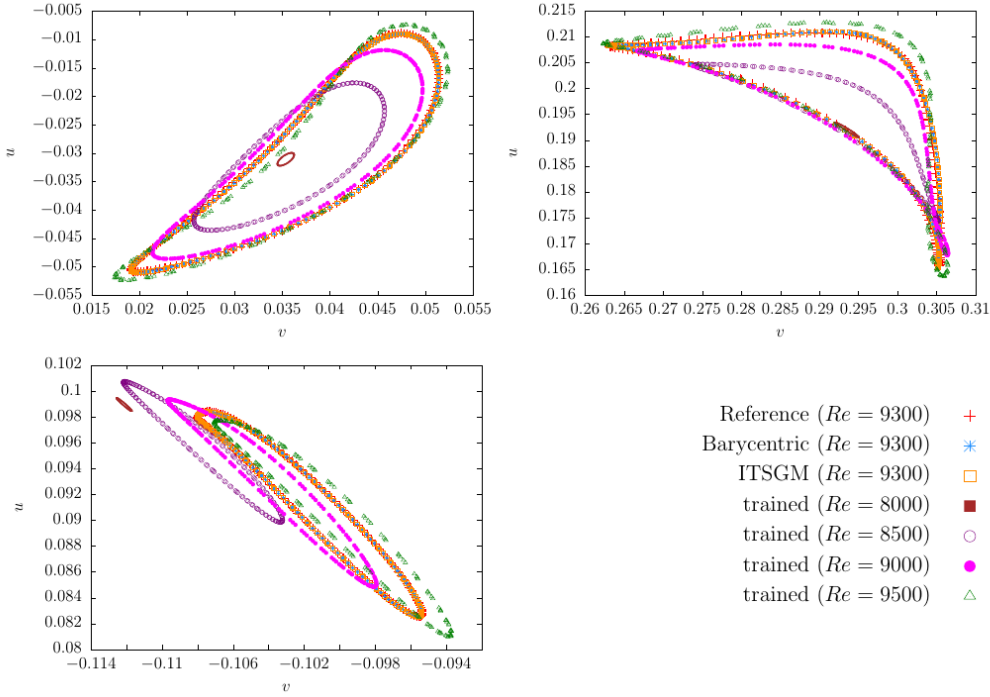 −0.005
−0.01
−0.015
−0.02
−0.025
−0.03
−0.035
−0.04
−0.045
−0.05
−0.055
u
0.015 0.02 0.025 0.03 0.035 0.04 0.045 0.05 0.055
v
0.215
0.21
0.205
0.2
0.195
0.19
0.185
0.18
0.175
0.17
0.165
0.16
u
0.26 0.265 0.27 0.275 0.28 0.285 0.29 0.295 0.3 0.305 0.31
v
0.102
0.1
0.098
0.096
0.094
0.092
0.09
0.088
0.086
0.084
0.082
0.08
u
−0.114 −0.11 −0.106 −0.102 −0.098 −0.094
v
Reference (Re = 9300)
Barycentric (Re = 9300)
ITSGM (Re = 9300)
trained (Re = 8000)
trained (Re = 8500)
trained (Re = 9000)
trained (Re = 9500)